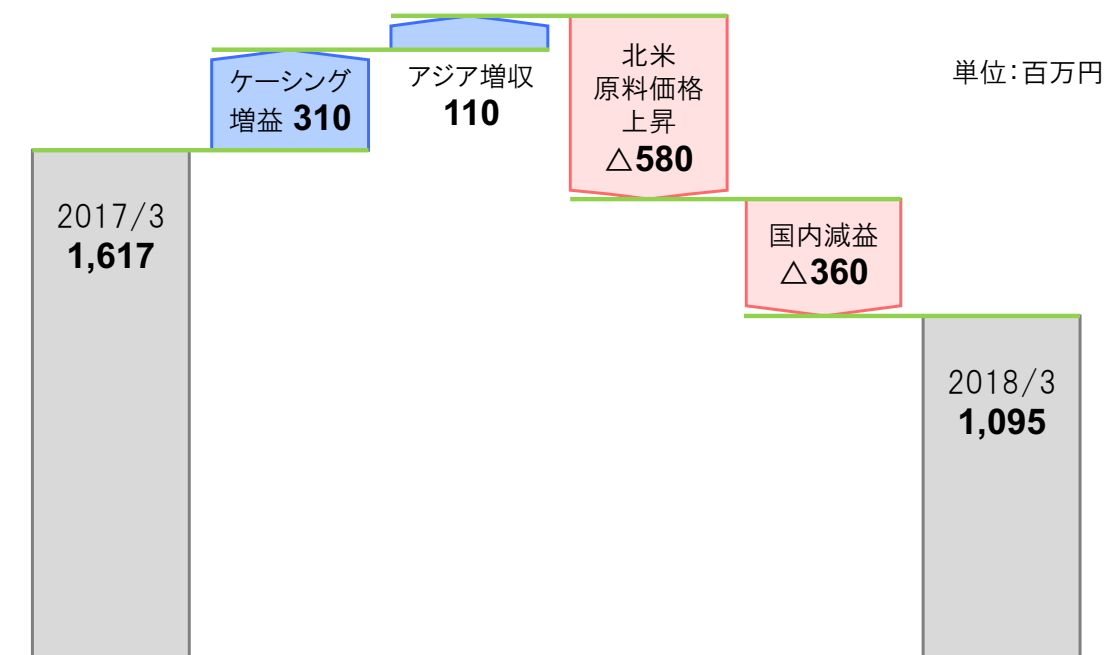 単位:百万円
2017/3
1,617
ケーシング
増益 310
アジア増収
110
北米
原料価格
上昇
△580
国内減益
△360
2018/3
1,095